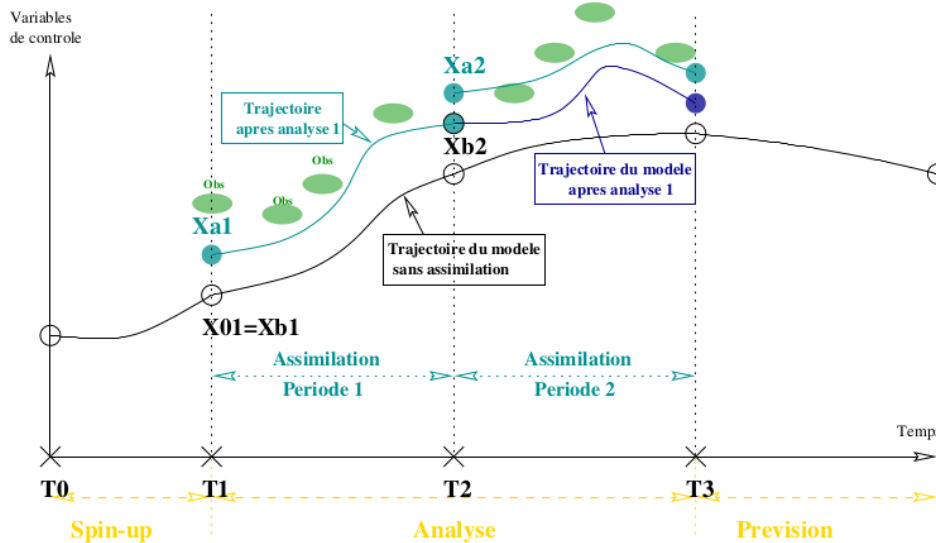 Variables
de controle
Xa2
Trajectoire
apres analyse 1
Obs
Obs
Obs
Xb2
Trajectoire du modele
apres analyse 1
Xa1
Trajectoire du modele
sans assimilation
X01=Xb1
Assimilation
Periode 1
Assimilation
Periode 2
Temps
T0
T1
T2
T3
Spin-up
Analyse
Prevision